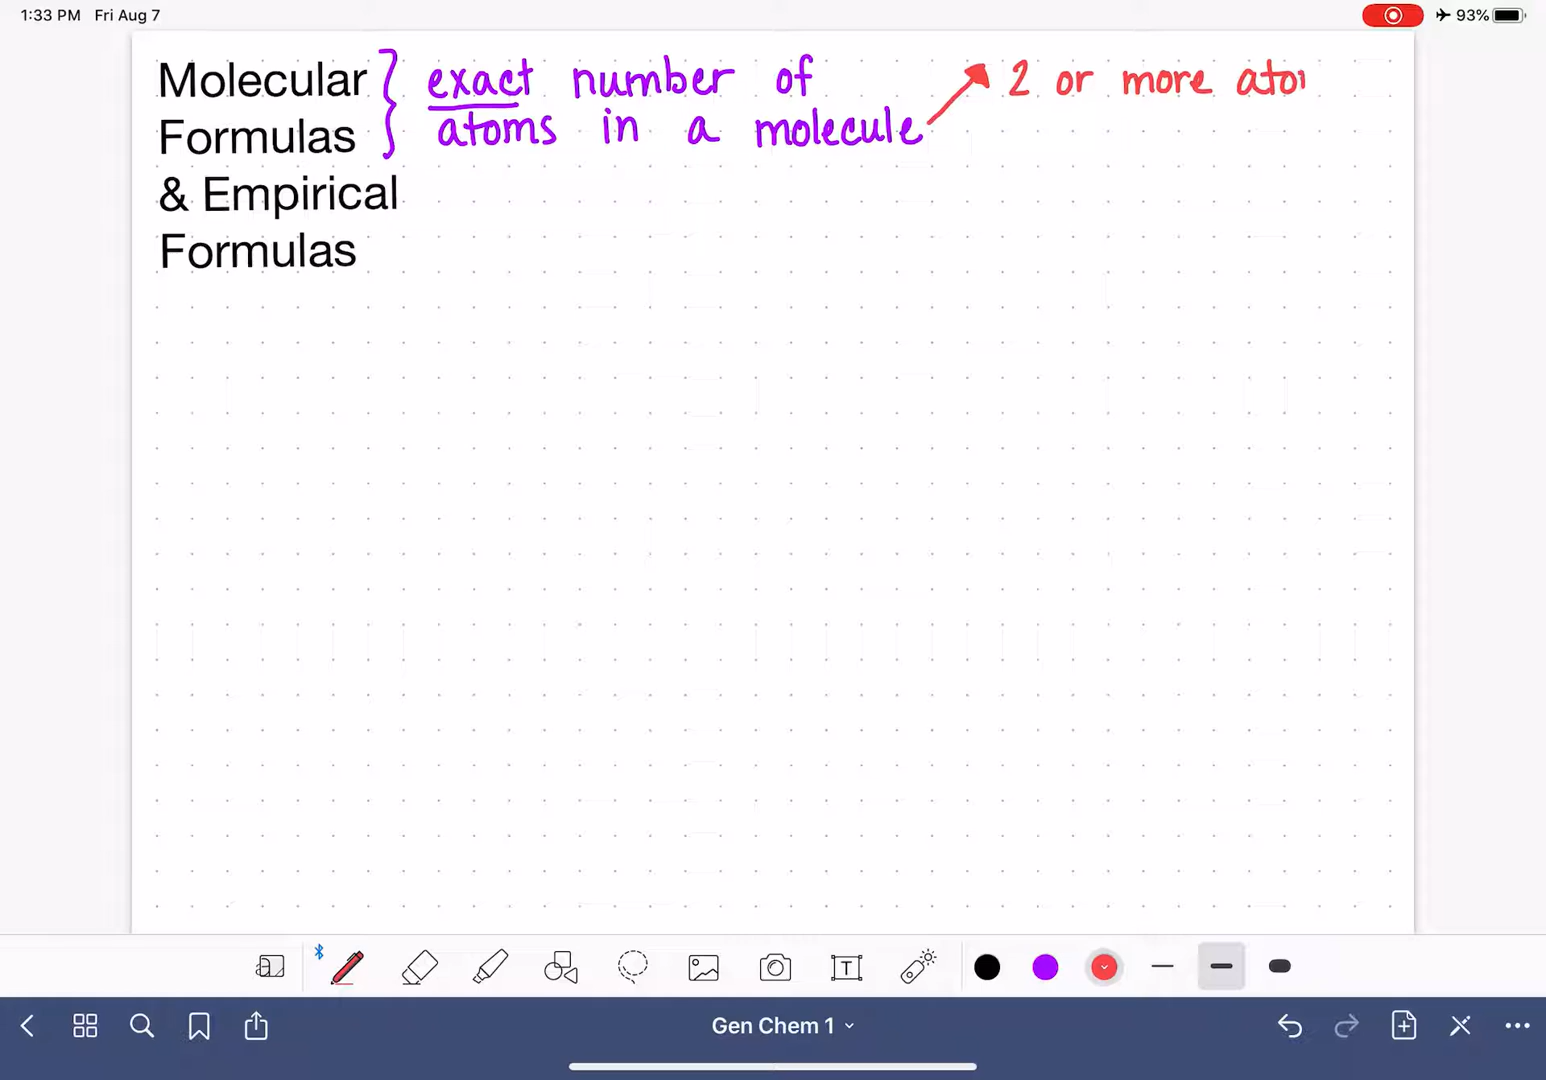 1:33 PM Fri Aug 7
93%
Molecular
Formulas
& Empirical
Formulas
exact number of
atoms in a molecule
2 or more
T
Gen Chem 1